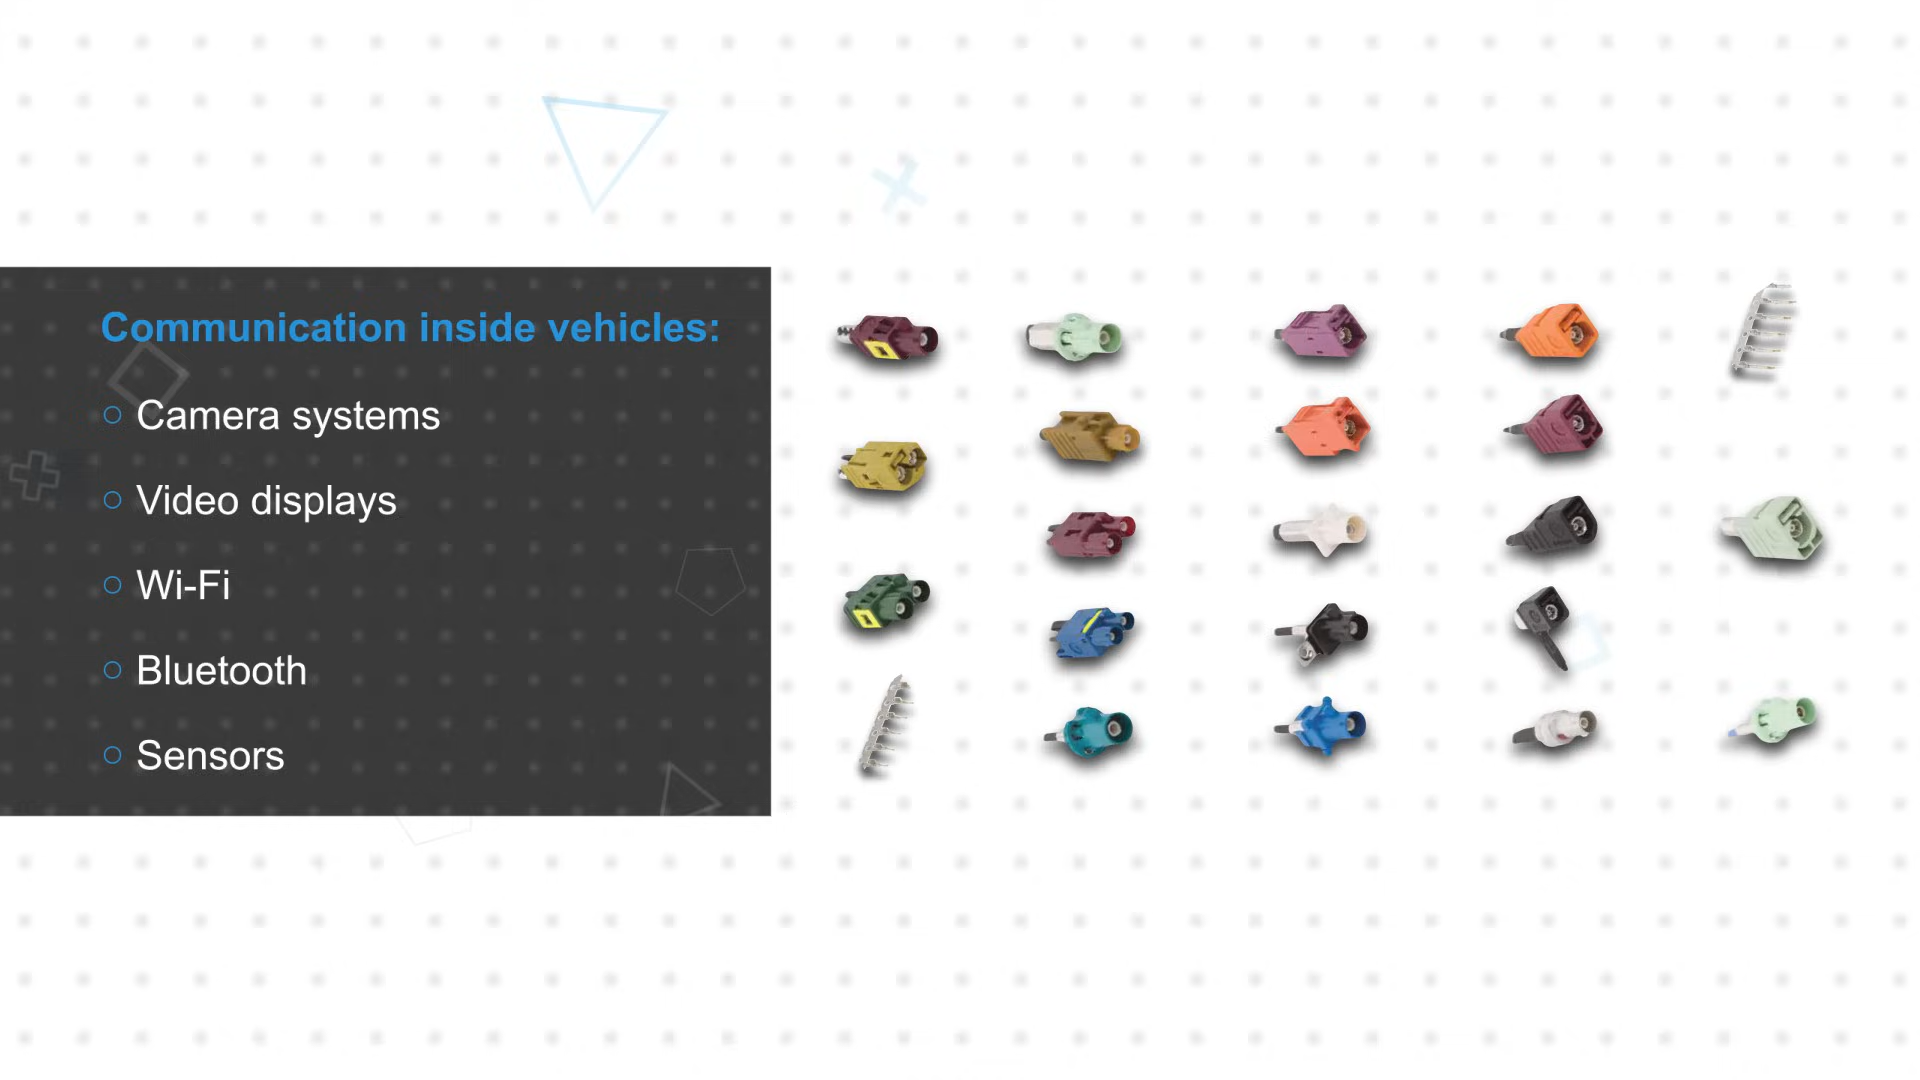 Communication inside vehicles:
Camera systems
Video displays
Wi-Fi
Bluetooth
Sensors